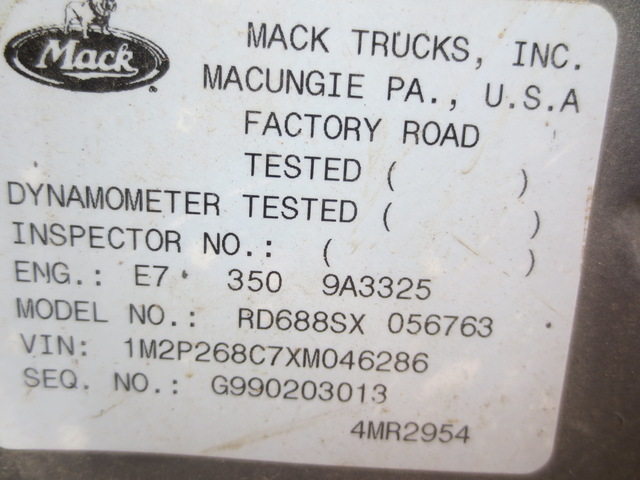 Mack ®
MACK TRUCKS, INC.
MACUNGIE PA., U.S.A
FACTORY ROAD
TESTED ( )
DYNAMOMETER TESTED ( )
INSPECTOR NO.: ( )
ENG.: E7 350 9A3325
MODEL NO.: RD688SX 056763
VIN: 1M2P268C7XM046286
SEQ. NO.: G990203013
4MR2954